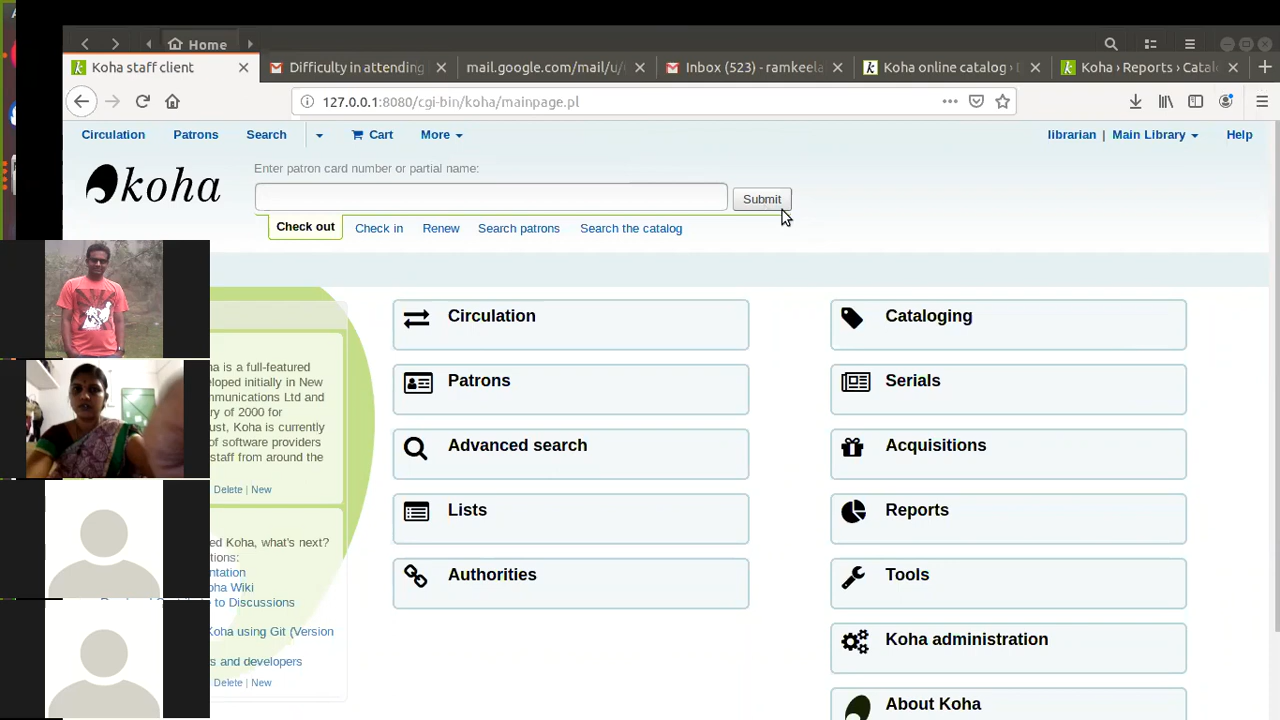 Home
Koha staff client
Difficulty in attending
mail.google.com/mail/u/
Inbox (523) - ramkeela
Koha online catalog ›
Koha › Reports › Catal
127.0.0.1:8080/cgi-bin/koha/mainpage.pl
Circulation Patrons Search Cart More librarian | Main Library Help
koha
Enter patron card number or partial name:
Submit
Check out Check in Renew Search patrons Search the catalog
Circulation
Cataloging
Patrons
Serials
Advanced search
Acquisitions
Lists
Reports
Authorities
Tools
Koha administration
About Koha
ha is a full-featured
eloped initially in New
mmunications Ltd and
ry of 2000 for
ust, Koha is currently
of software providers
staff from around the
Delete | New
ed Koha, what's next?
tions:
ntation
oha Wiki
to Discussions
Koha using Git (Version
s and developers
Delete | New